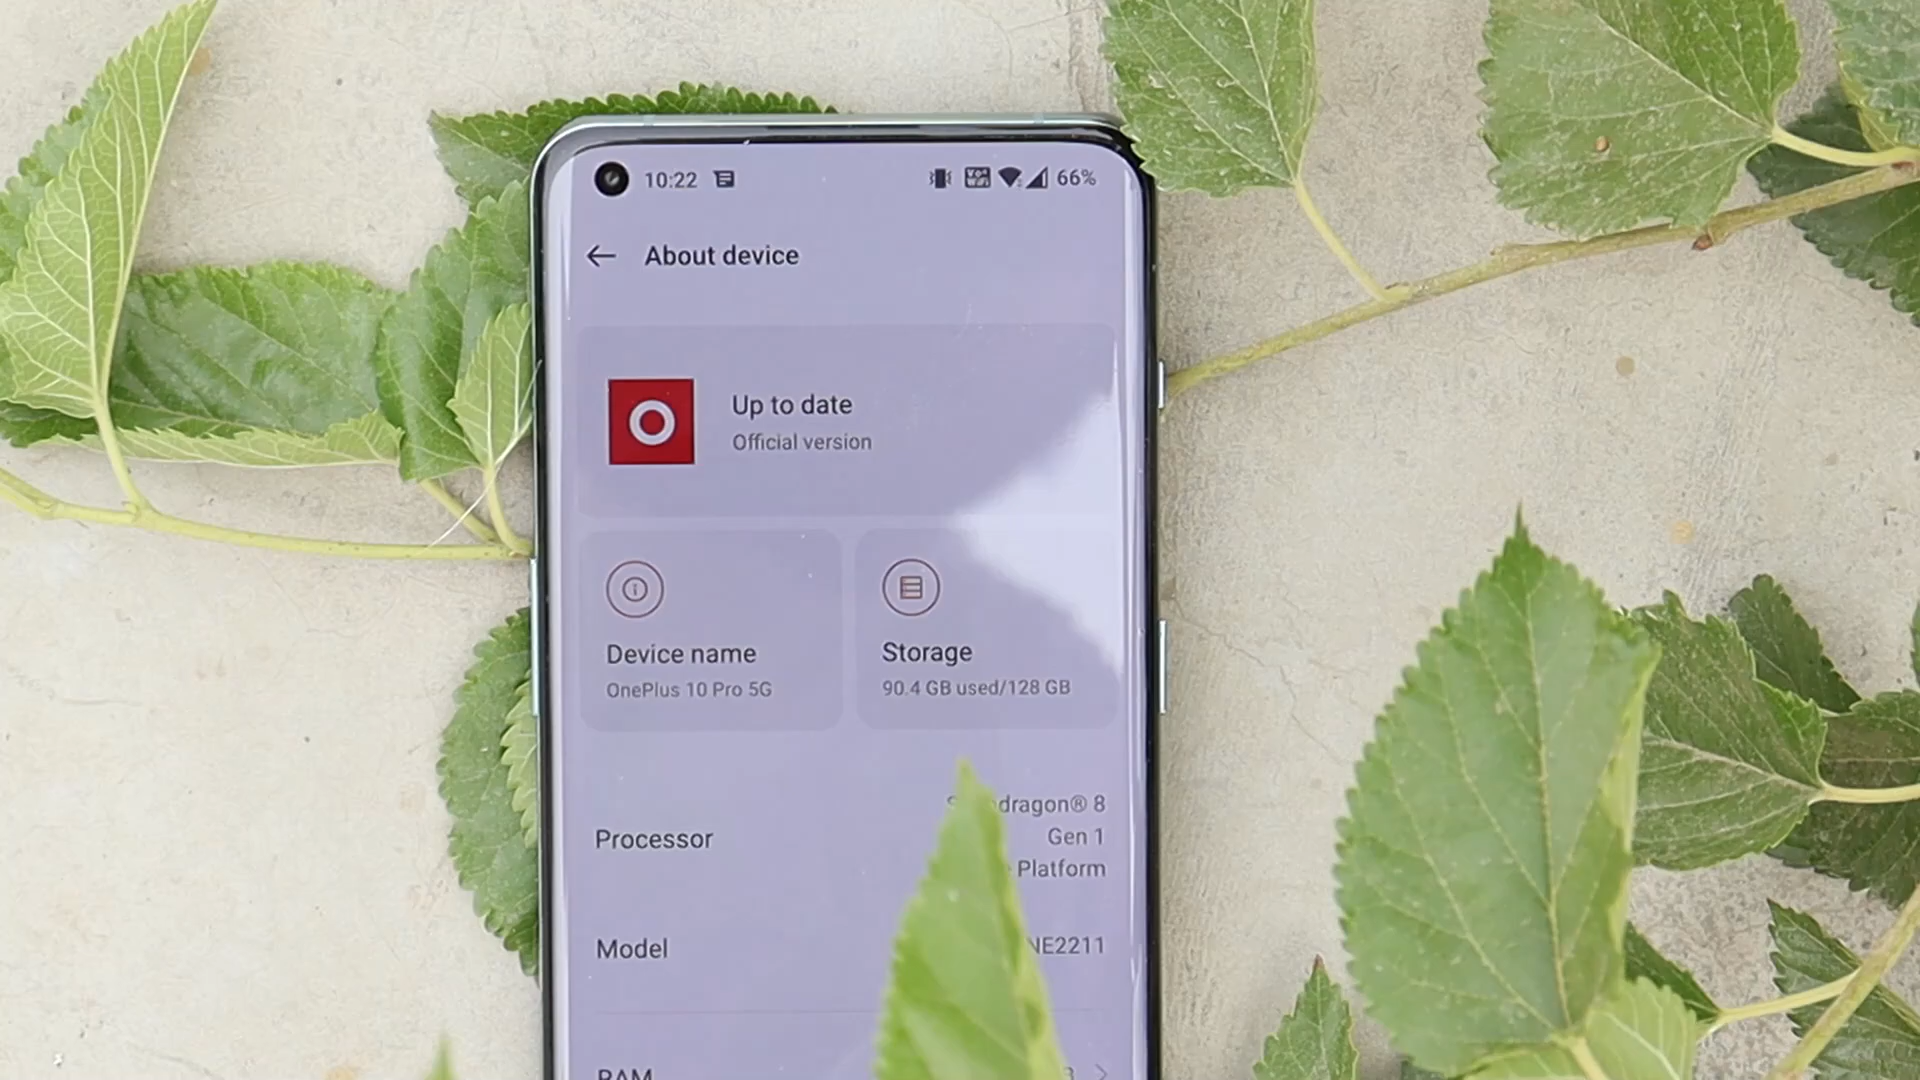 10:22
66%
About device
Up to date
Official version
Device name
OnePlus 10 Pro 5G
Storage
90.4 GB used/128 GB
Processor
8
Gen 1
Platform
Model
NE2211
RAM